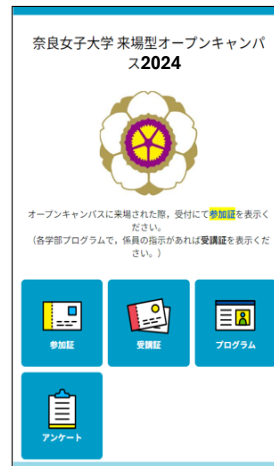 奈良女子大学 来場型オープンキャンパ
ス2024
オープンキャンパスに来場された際，受付にて参加証を表示く
ださい。
（各学部プログラムで，係員の指示があれば受講証を表示くだ
さい。）
参加証
受講証
プログラム
アンケート